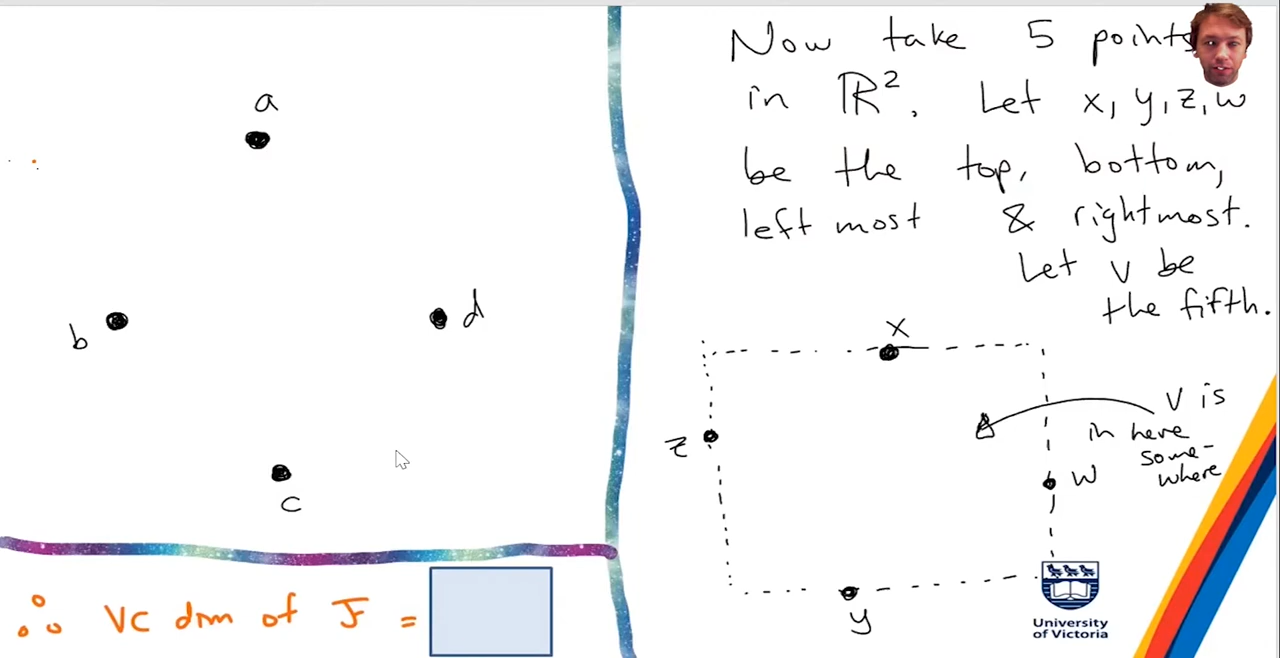 a
b
d
c
∴ VC dim of F =
Now take 5 points
in ℝ². Let x, y, z, w
be the top, bottom,
left most & rightmost.
Let v be
the fifth.
x
z
w
y
v is
in here
some-
where
University
of Victoria